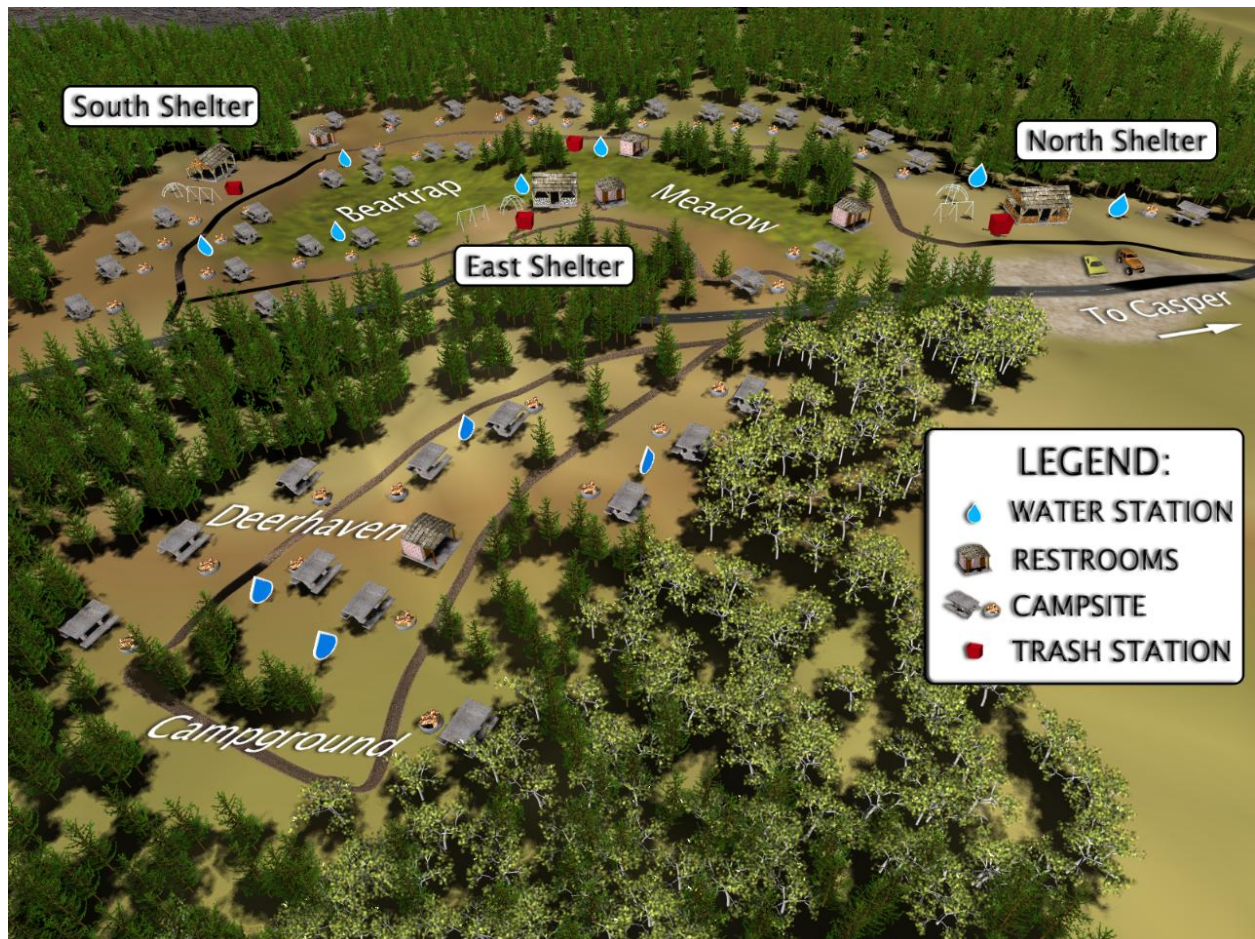 South Shelter
North Shelter
Beartrap
Meadow
East Shelter
To Casper
Deerhaven
Campground
LEGEND:
WATER STATION
RESTROOMS
CAMPSITE
TRASH STATION